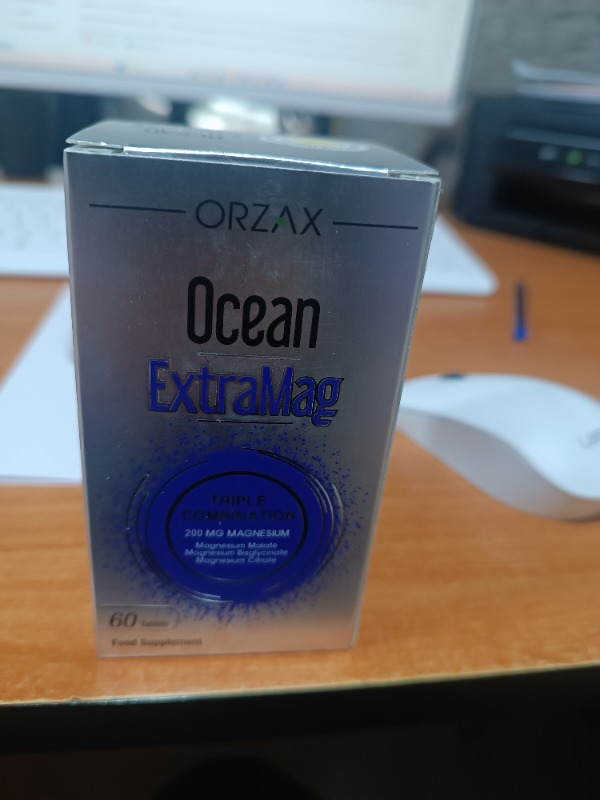 ORZAX
Ocean
ExtraMag
TRIPLE
COMBINATION
200 MG MAGNESIUM
Magnesium Malate
Magnesium Bisglycinate
Magnesium Citrate
60 Tablets
Food Supplement